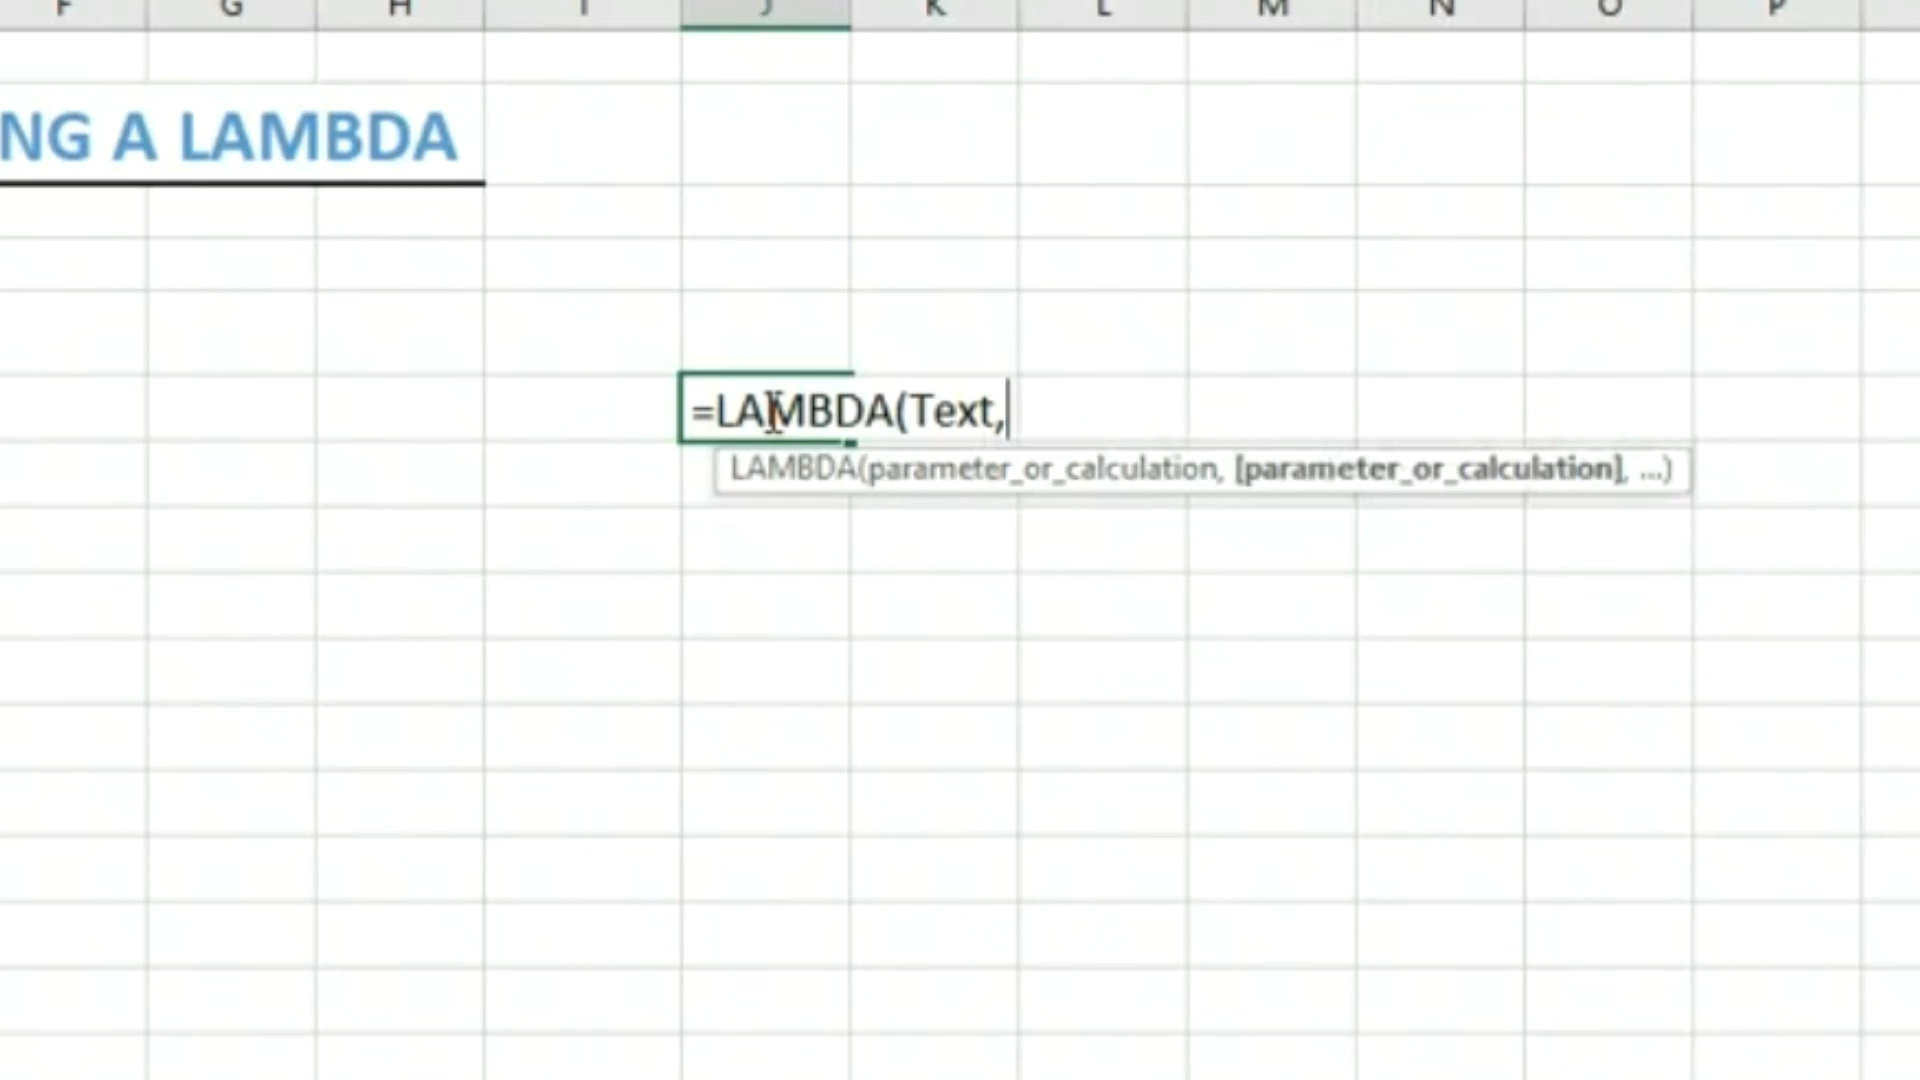 F G H I J K L M N O P
NG A LAMBDA
=LAMBDA(Text,
LAMBDA(parameter_or_calculation, [parameter_or_calculation], ...)